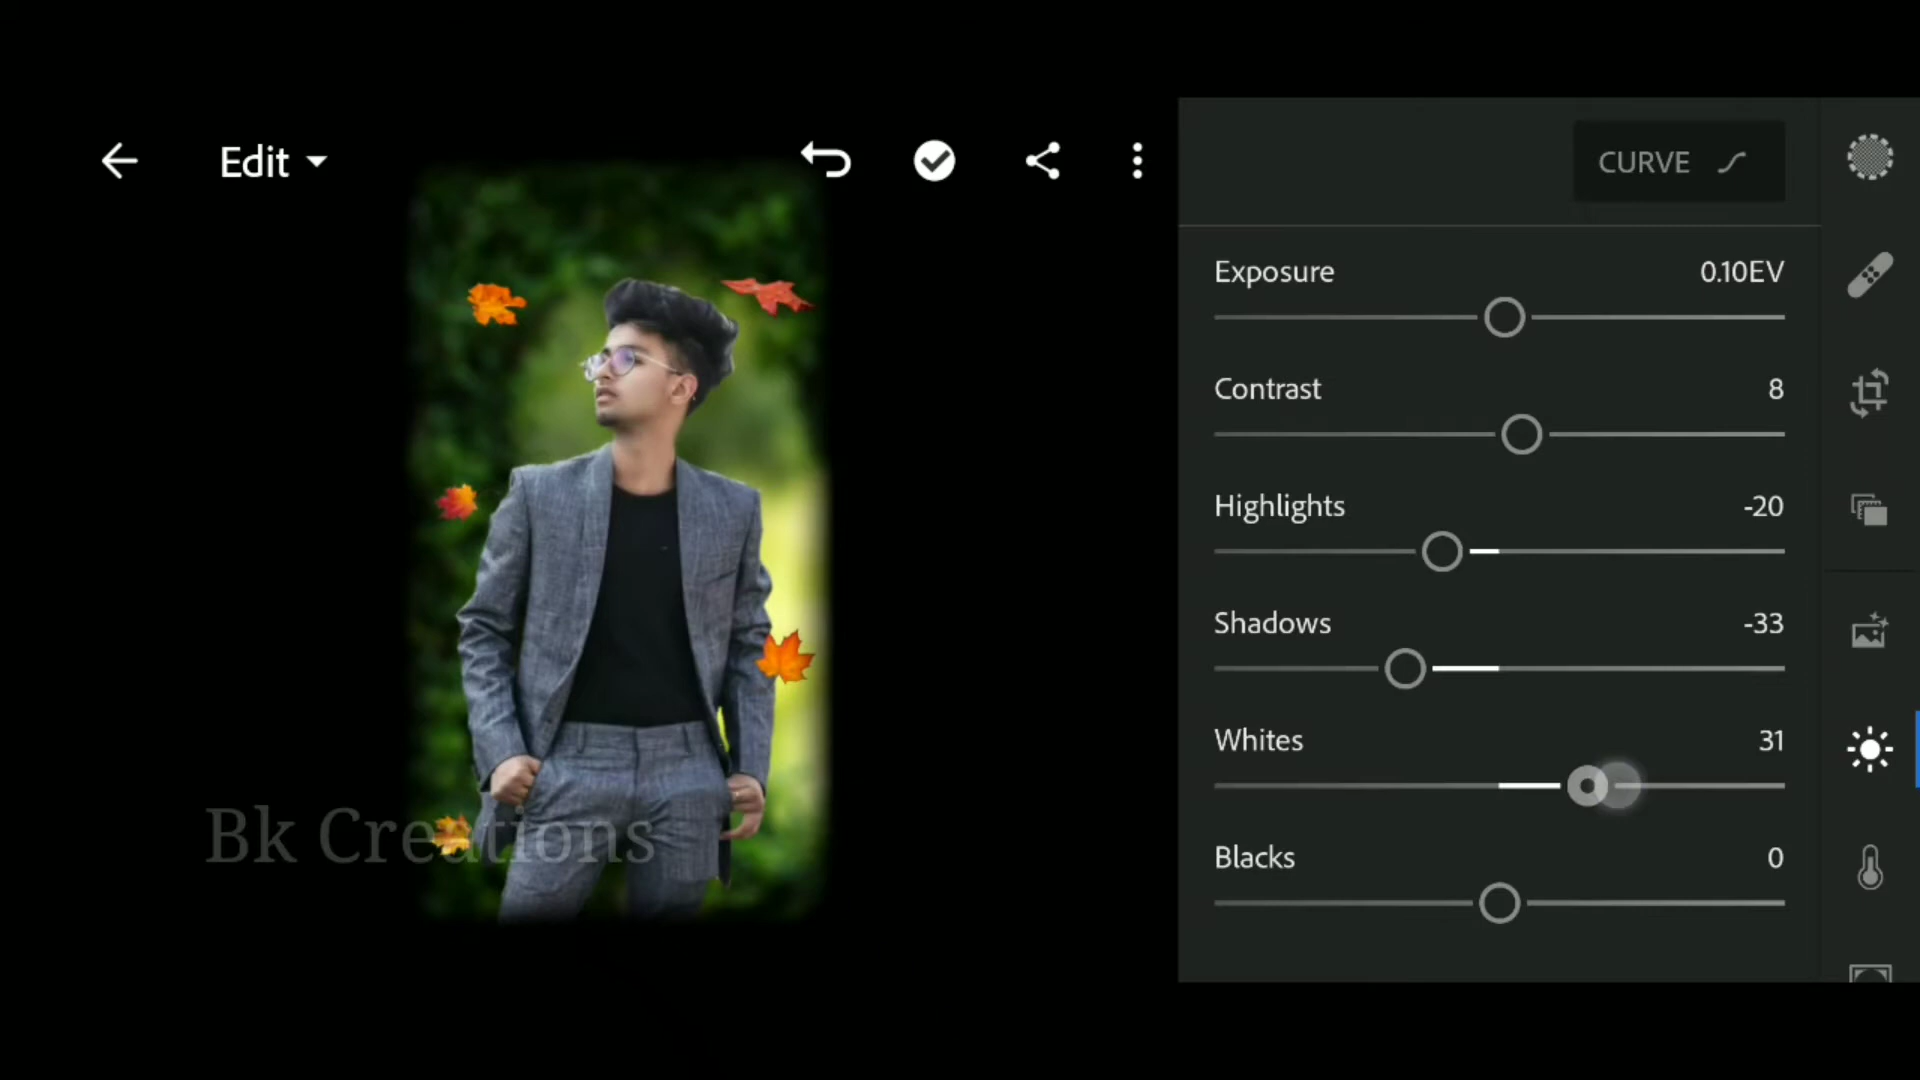 Edit
CURVE
Exposure 0.10EV
Contrast 8
Highlights -20
Shadows -33
Whites 31
Blacks 0
Bk Creations